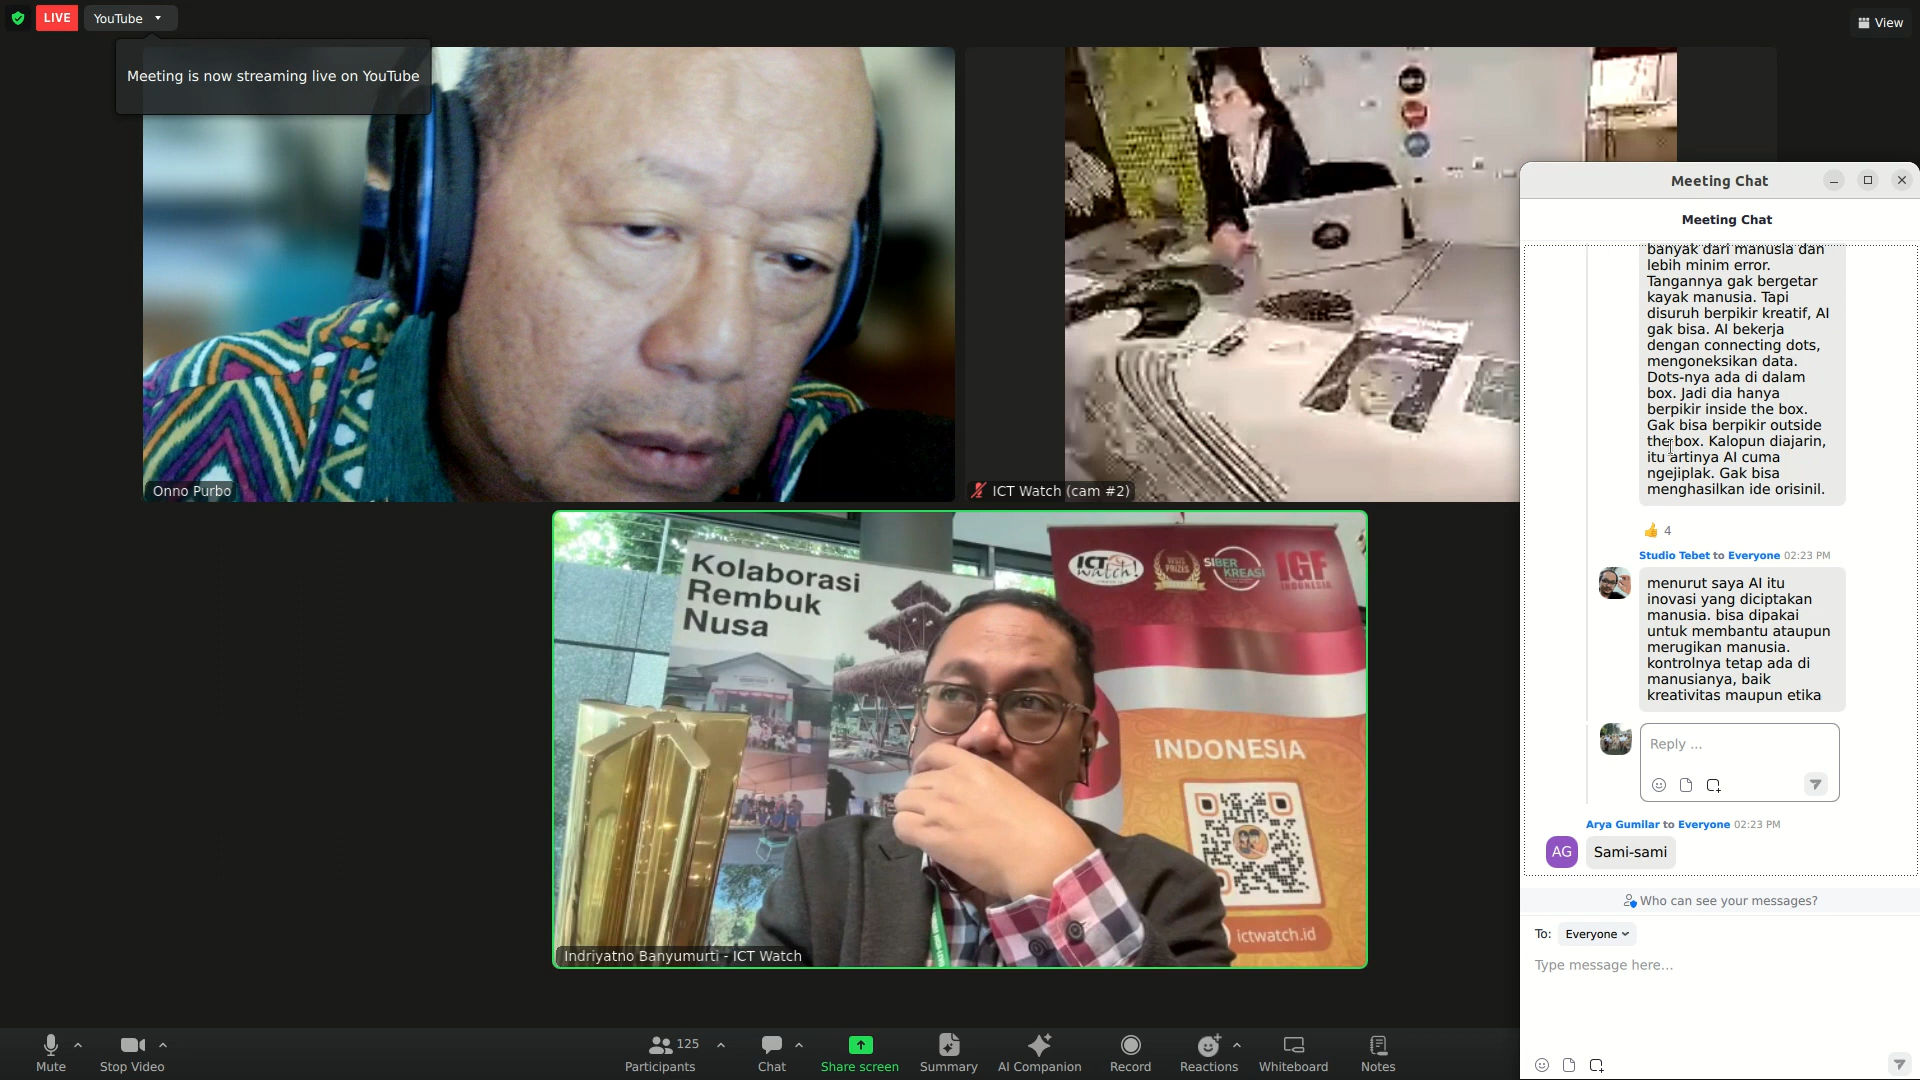 LIVE
YouTube
View
Meeting is now streaming live on YouTube
Onno Purbo
ICT Watch (cam #2)
Kolaborasi
Rembuk
Nusa
ICT
watch!
WSIS
PRIZES
SIBER
KREASI
IGF
INDONESIA
INDONESIA
ictwatch.id
Indriyatno Banyumurti - ICT Watch
Meeting Chat
Meeting Chat
banyak dari manusia dan
lebih minim error.
Tangannya gak bergetar
kayak manusia. Tapi
disuruh berpikir kreatif, AI
gak bisa. AI bekerja
dengan connecting dots,
mengoneksikan data.
Dots-nya ada di dalam
box. Jadi dia hanya
berpikir inside the box.
Gak bisa berpikir outside
the box. Kalopun diajarin,
itu artinya AI cuma
ngejiplak. Gak bisa
menghasilkan ide orisinil.
4
Studio Tebet to Everyone 02:23 PM
menurut saya AI itu
inovasi yang diciptakan
manusia. bisa dipakai
untuk membantu ataupun
merugikan manusia.
kontrolnya tetap ada di
manusianya, baik
kreativitas maupun etika
Reply ...
Arya Gumilar to Everyone 02:23 PM
AG
Sami-sami
Who can see your messages?
To: Everyone
Type message here...
Mute
Stop Video
125
Participants
Chat
Share screen
Summary
AI Companion
Record
Reactions
Whiteboard
Notes